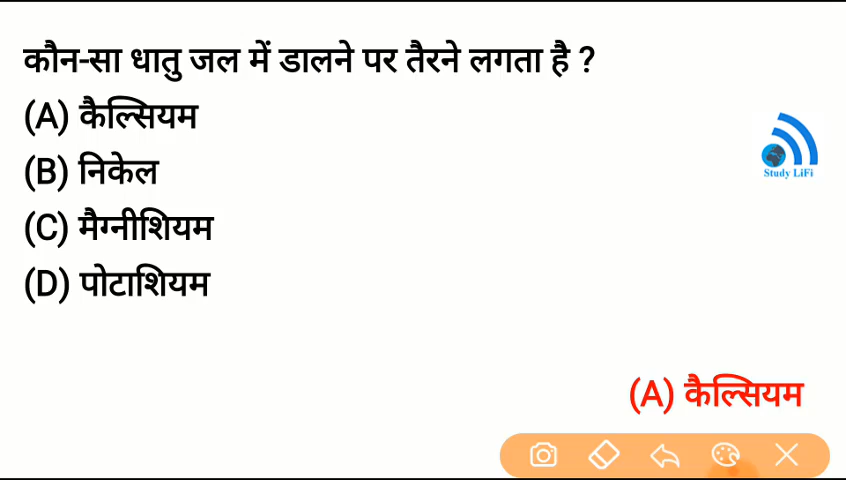 कौन-सा धातु जल में डालने पर तैरने लगता है ?
(A) कैल्सियम
(B) निकेल
(C) मैग्नीशियम
(D) पोटाशियम
Study LiFi
(A) कैल्सियम